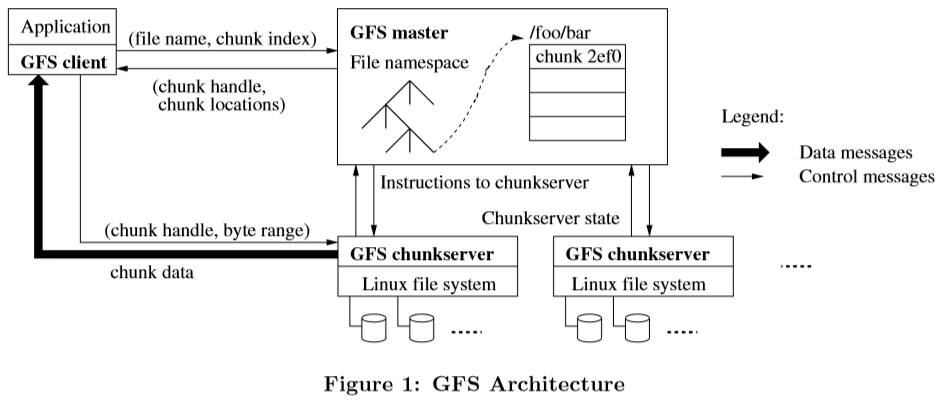 Application
GFS client
(file name, chunk index)
(chunk handle,
chunk locations)
GFS master
File namespace
/foo/bar
chunk 2ef0
Legend:
Data messages
Control messages
Instructions to chunkserver
Chunkserver state
(chunk handle, byte range)
chunk data
GFS chunkserver
Linux file system
GFS chunkserver
Linux file system
Figure 1: GFS Architecture